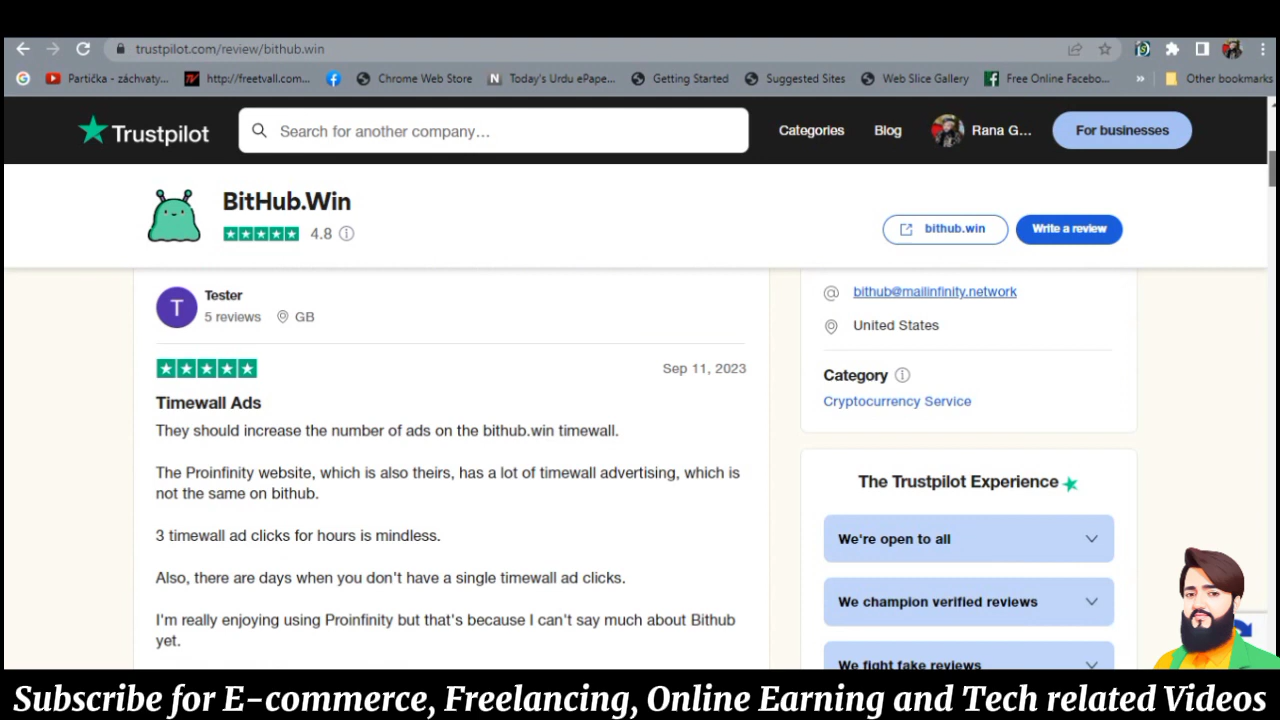 trustpilot.com/review/bithub.win
Partička - záchvaty... http://freetvall.com... Chrome Web Store Today's Urdu ePape... Getting Started Suggested Sites Web Slice Gallery Free Online Facebo... » Other bookmarks
Trustpilot Search for another company... Categories Blog Rana G... For businesses
BitHub.Win
4.8
bithub.win Write a review
Tester
5 reviews GB
bithub@mailinfinity.network
United States
Sep 11, 2023
Category
Cryptocurrency Service
Timewall Ads
They should increase the number of ads on the bithub.win timewall.
The Proinfinity website, which is also theirs, has a lot of timewall advertising, which is
not the same on bithub.
3 timewall ad clicks for hours is mindless.
Also, there are days when you don't have a single timewall ad clicks.
I'm really enjoying using Proinfinity but that's because I can't say much about Bithub
yet.
The Trustpilot Experience
We're open to all
We champion verified reviews
We fight fake reviews
Subscribe for E-commerce, Freelancing, Online Earning and Tech related Videos